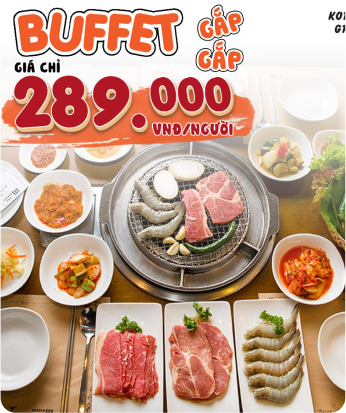 BUFFET
GẮP
GẮP
GIÁ CHỈ
289.000
VNĐ/NGƯỜI